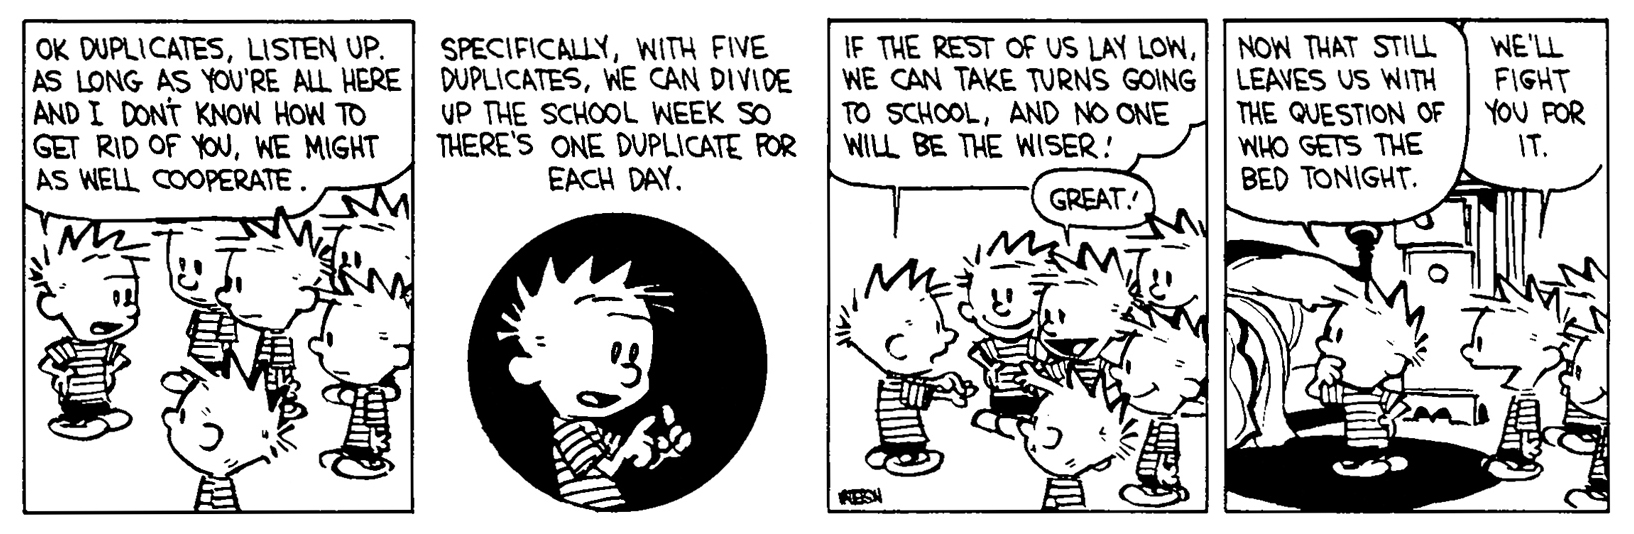 OK DUPLICATES, LISTEN UP.
AS LONG AS YOU'RE ALL HERE
AND I DON'T KNOW HOW TO
GET RID OF YOU, WE MIGHT
AS WELL COOPERATE.
SPECIFICALLY, WITH FIVE
DUPLICATES, WE CAN DIVIDE
UP THE SCHOOL WEEK SO
THERE'S ONE DUPLICATE FOR
EACH DAY.
IF THE REST OF US LAY LOW,
WE CAN TAKE TURNS GOING
TO SCHOOL, AND NO ONE
WILL BE THE WISER!
GREAT!
NOW THAT STILL
LEAVES US WITH
THE QUESTION OF
WHO GETS THE
BED TONIGHT.
WE'LL
FIGHT
YOU FOR
IT.